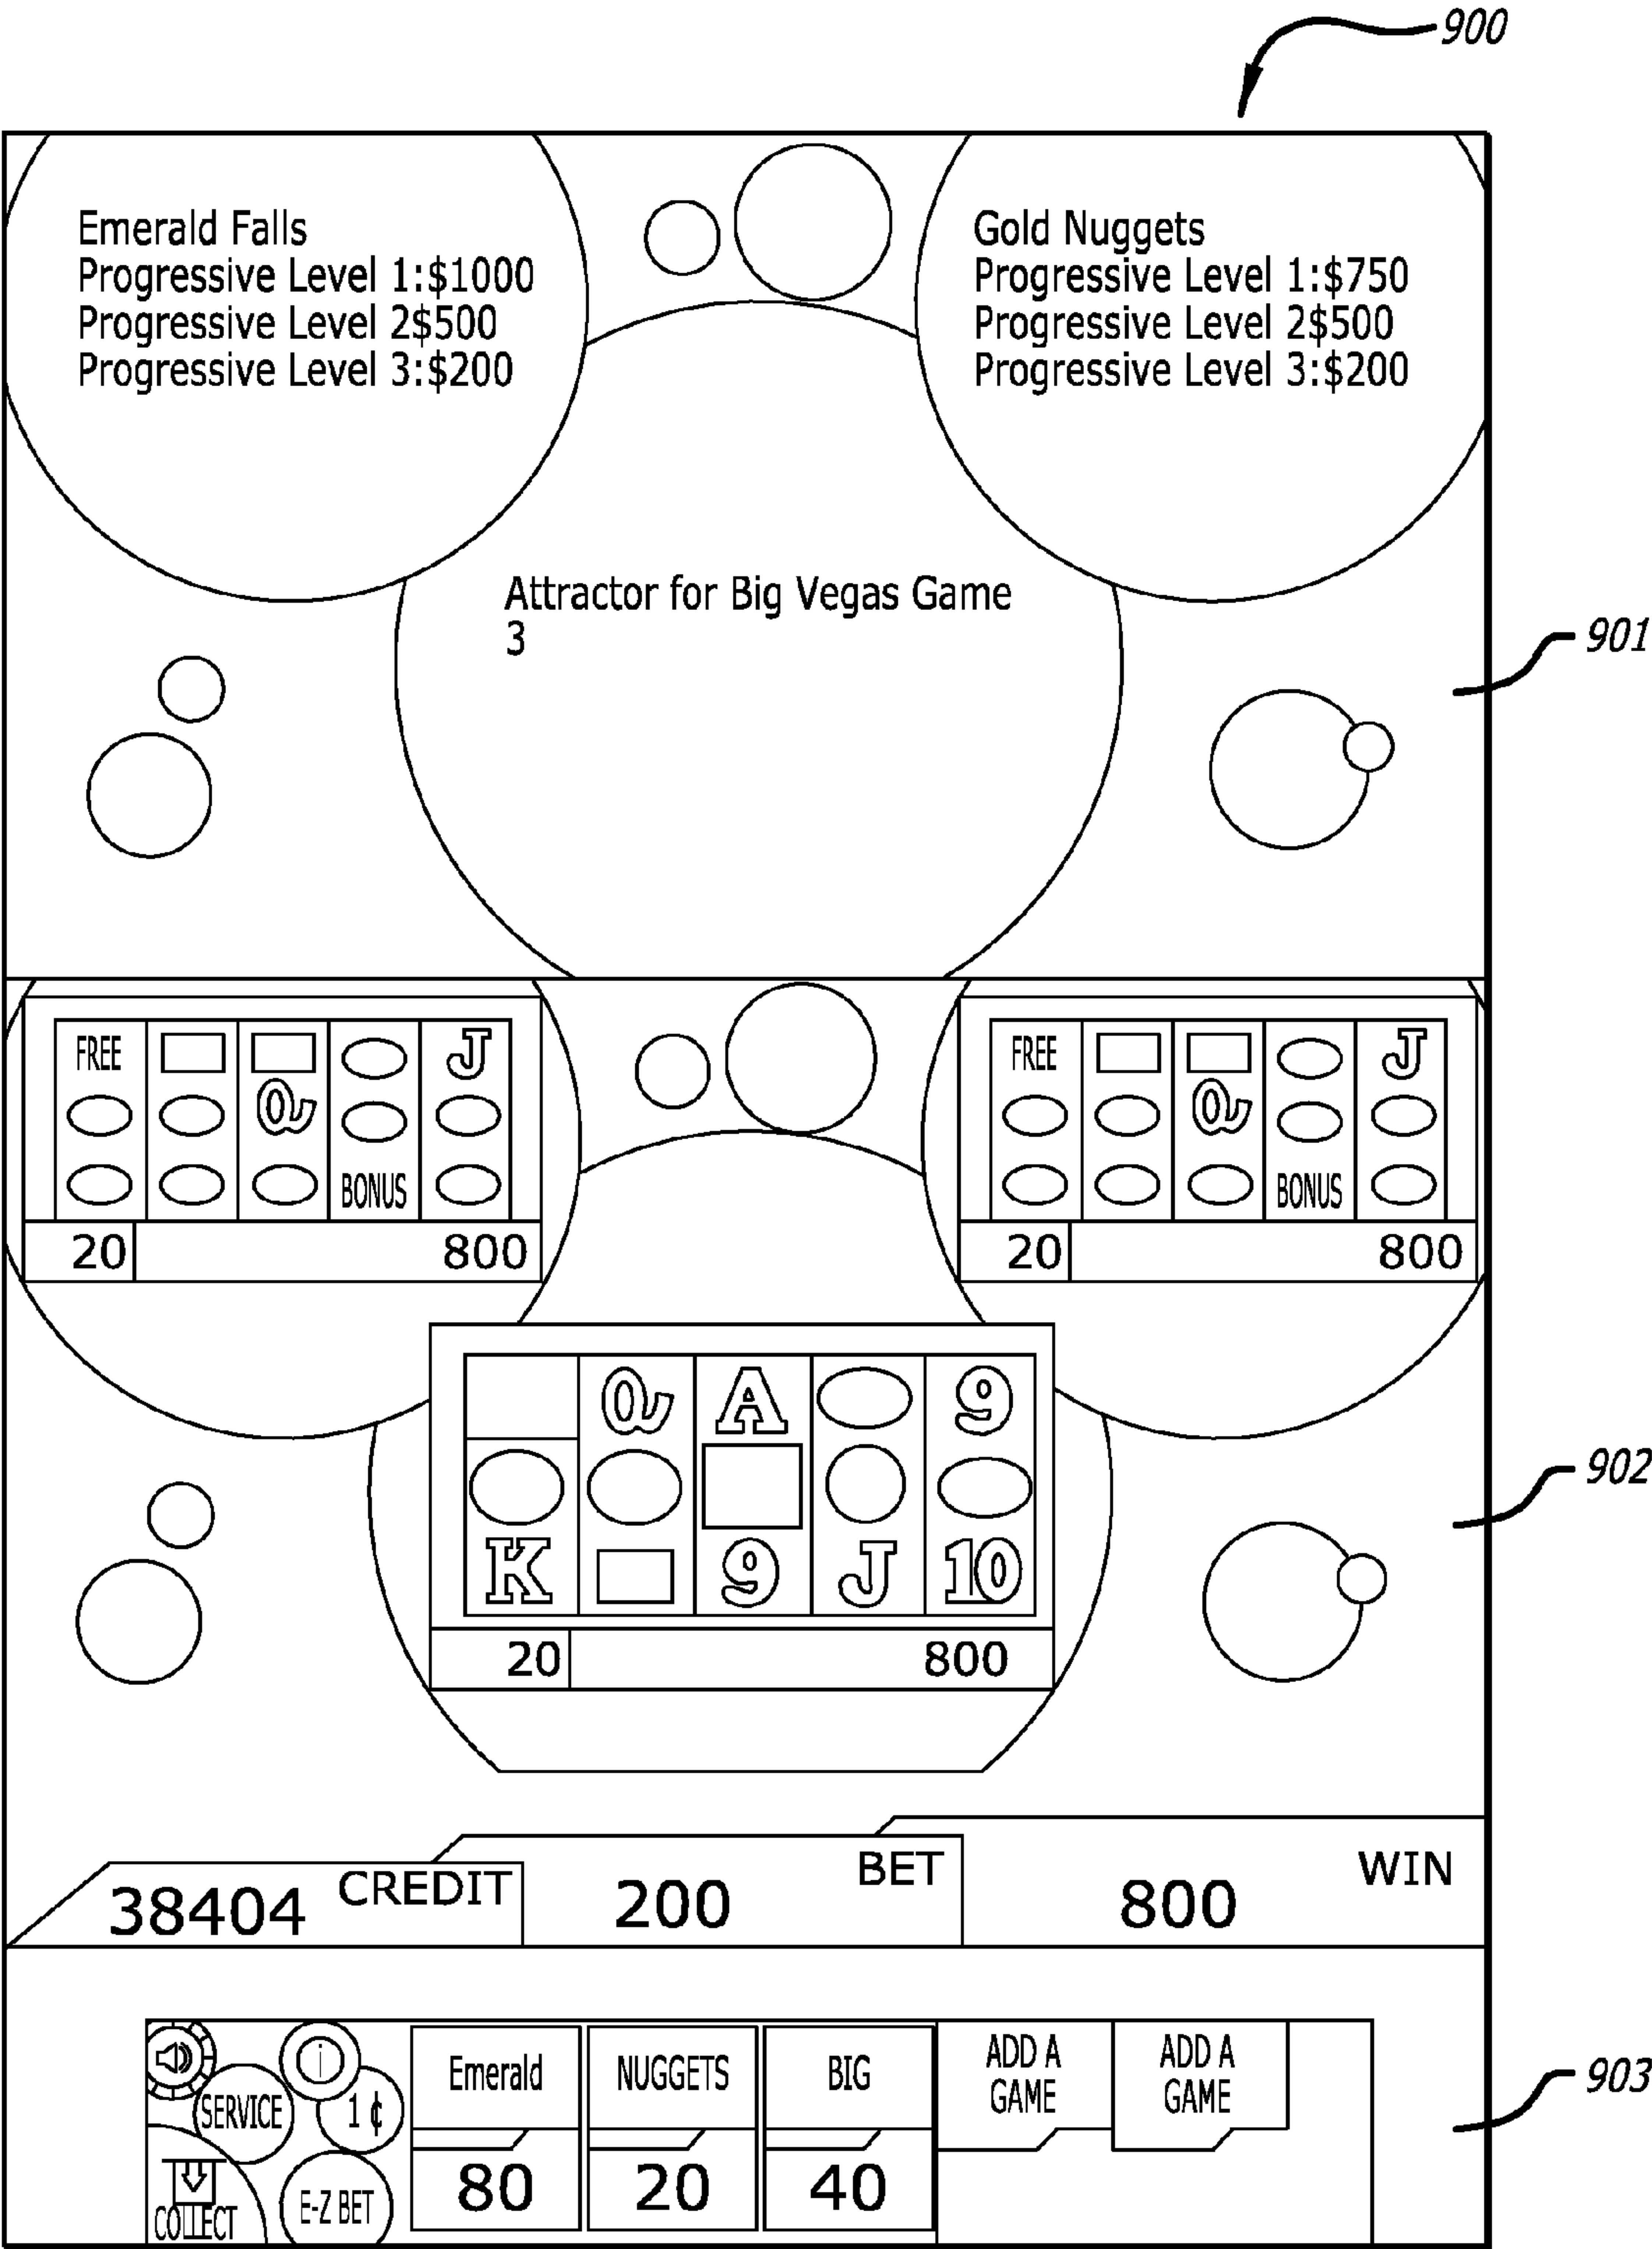 900
Emerald Falls
Progressive Level 1:$1000
Progressive Level 2$500
Progressive Level 3:$200
Gold Nuggets
Progressive Level 1:$750
Progressive Level 2$500
Progressive Level 3:$200
Attractor for Big Vegas Game
3
901
FREE J
Q
BONUS
20 800
FREE J
Q
BONUS
20 800
Q A 9
K 9 J 10
20 800
902
38404 CREDIT
200 BET
800 WIN
903
SERVICE
i
1¢
COLLECT
E-Z BET
Emerald
80
NUGGETS
20
BIG
40
ADD A
GAME
ADD A
GAME